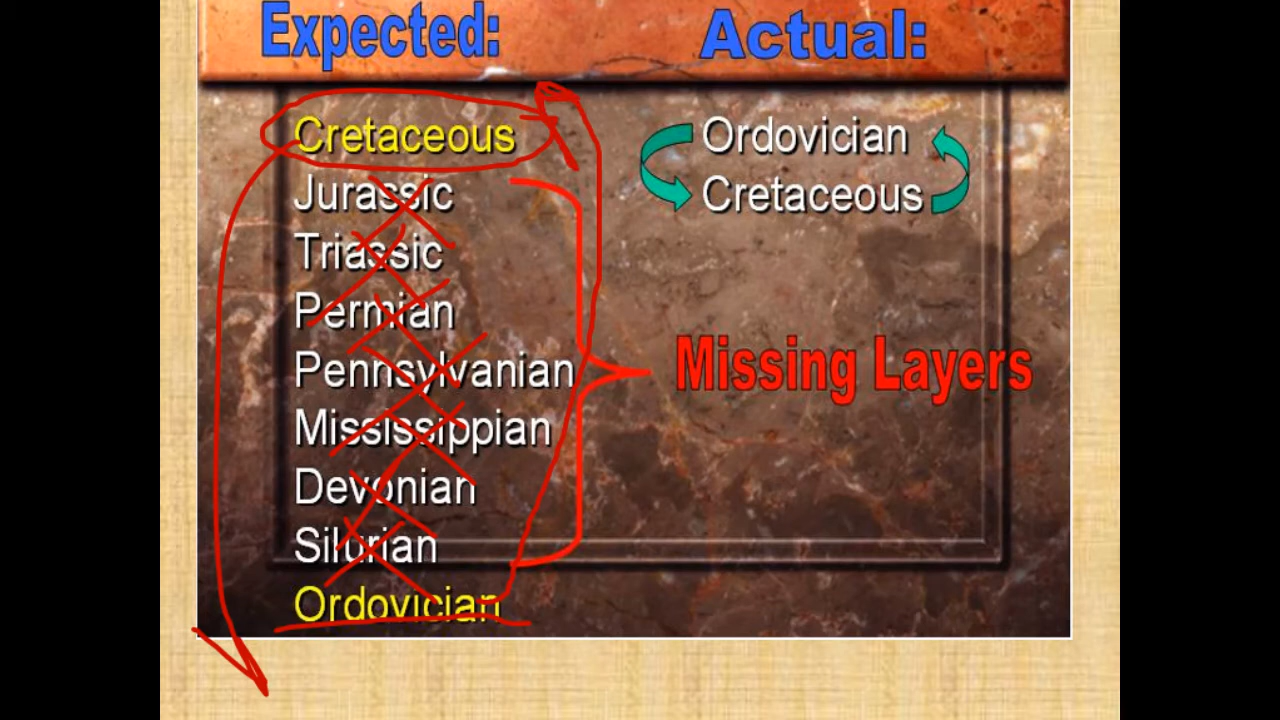 Expected:
Actual:
Cretaceous
Jurassic
Triassic
Permian
Pennsylvanian
Mississippian
Devonian
Silurian
Ordovician
Ordovician
Cretaceous
Missing Layers